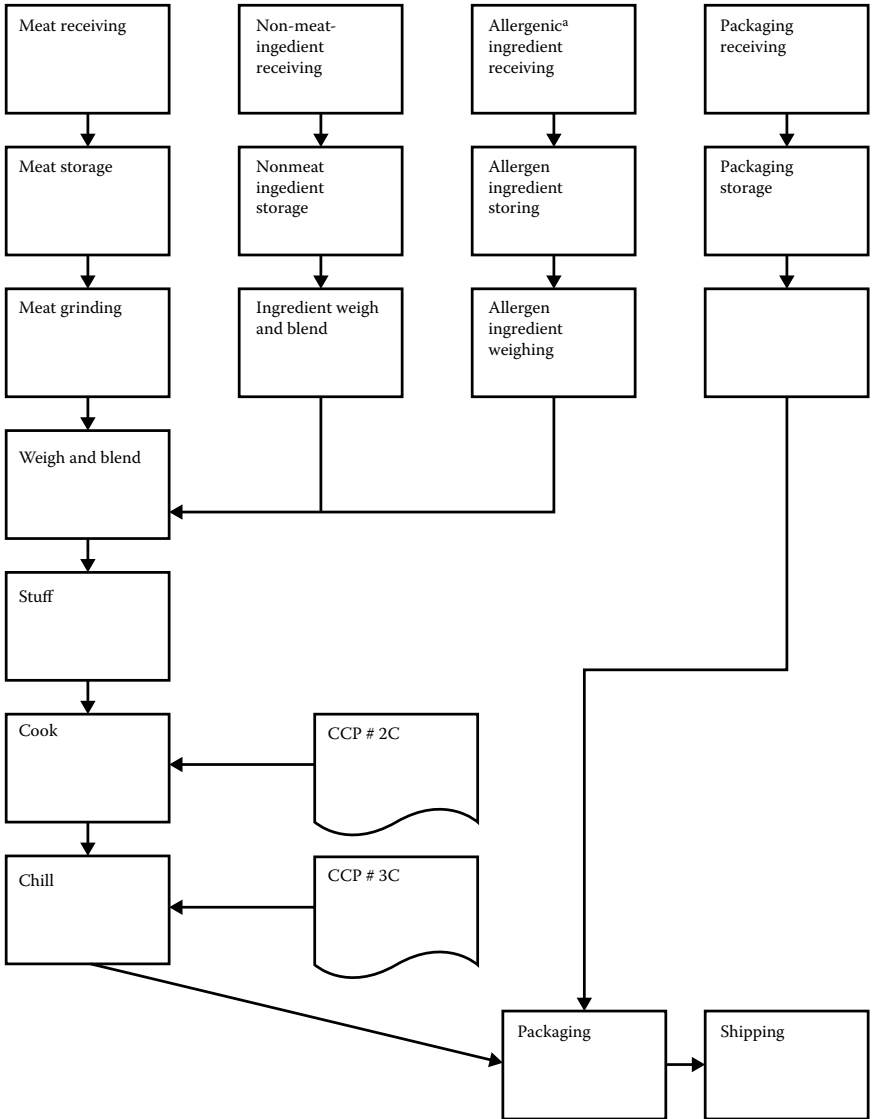 Meat receiving
Non-meat-
ingedient
receiving
Allergenicᵃ
ingredient
receiving
Packaging
receiving
Meat storage
Nonmeat
ingedient
storage
Allergen
ingredient
storing
Packaging
storage
Meat grinding
Ingredient weigh
and blend
Allergen
ingredient
weighing
Weigh and blend
Stuff
Cook
CCP # 2C
Chill
CCP # 3C
Packaging
Shipping